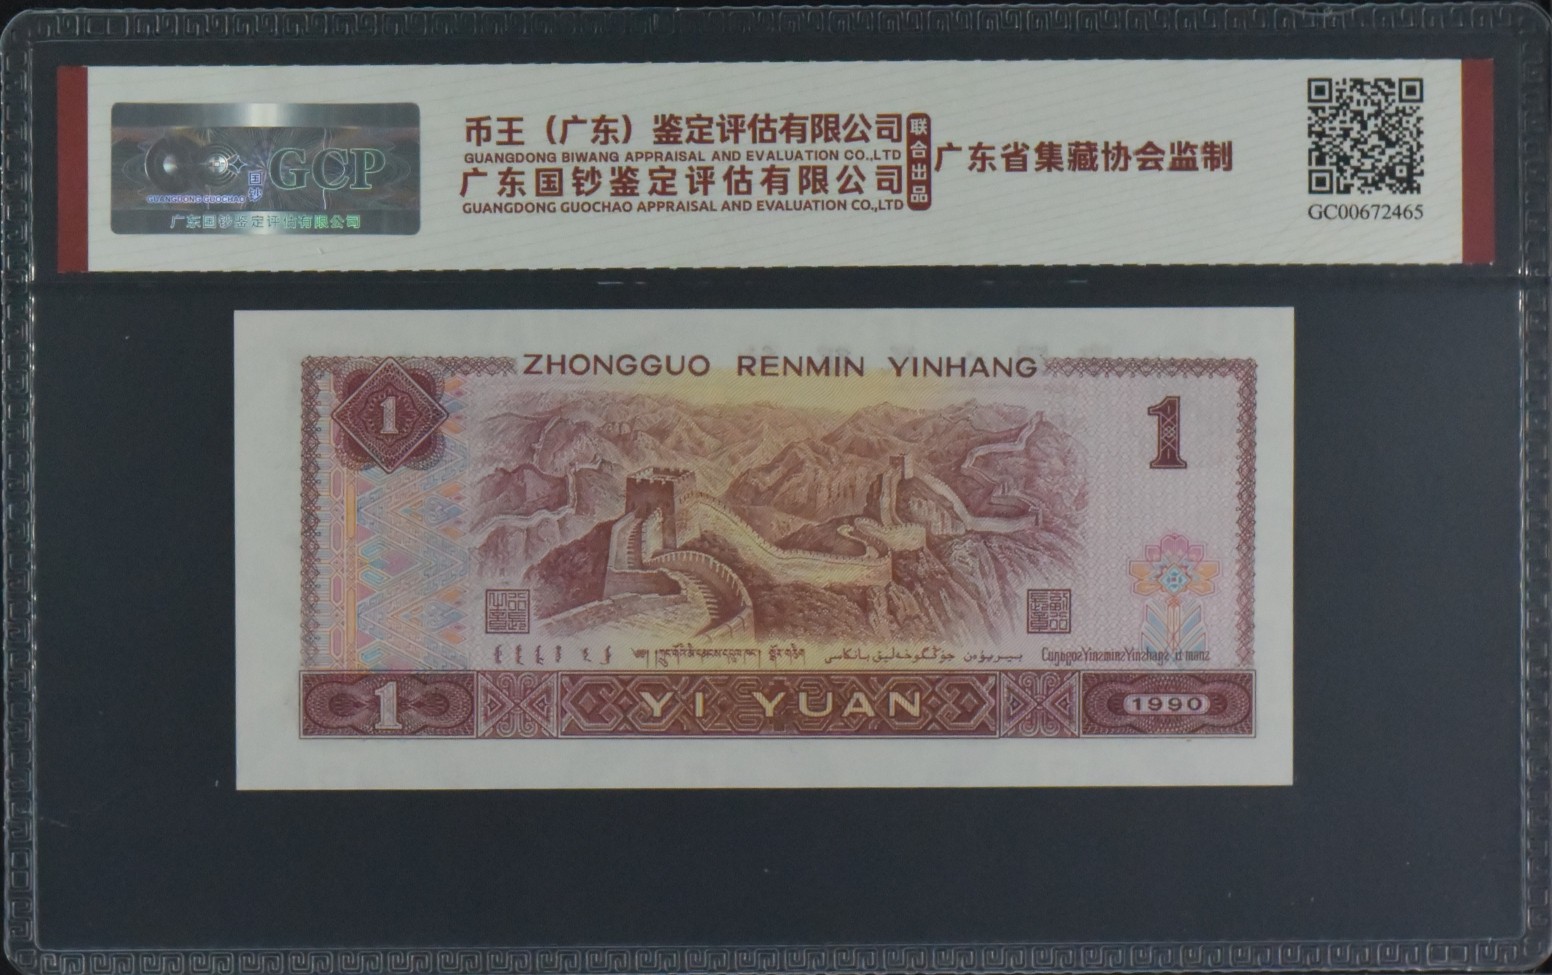 币王（广东）鉴定评估有限公司
GUANGDONG BIWANG APPRAISAL AND EVALUATION CO.,LTD
广东国钞鉴定评估有限公司
GUANGDONG GUOCHAO APPRAISAL AND EVALUATION CO.,LTD
联合出品
广东省集藏协会监制
GCP
国钞
GUANGDONG GUOCHAO
广东国钞鉴定评估有限公司
GC00672465
ZHONGGUO RENMIN YINHANG
1
1
1
YI YUAN
1990